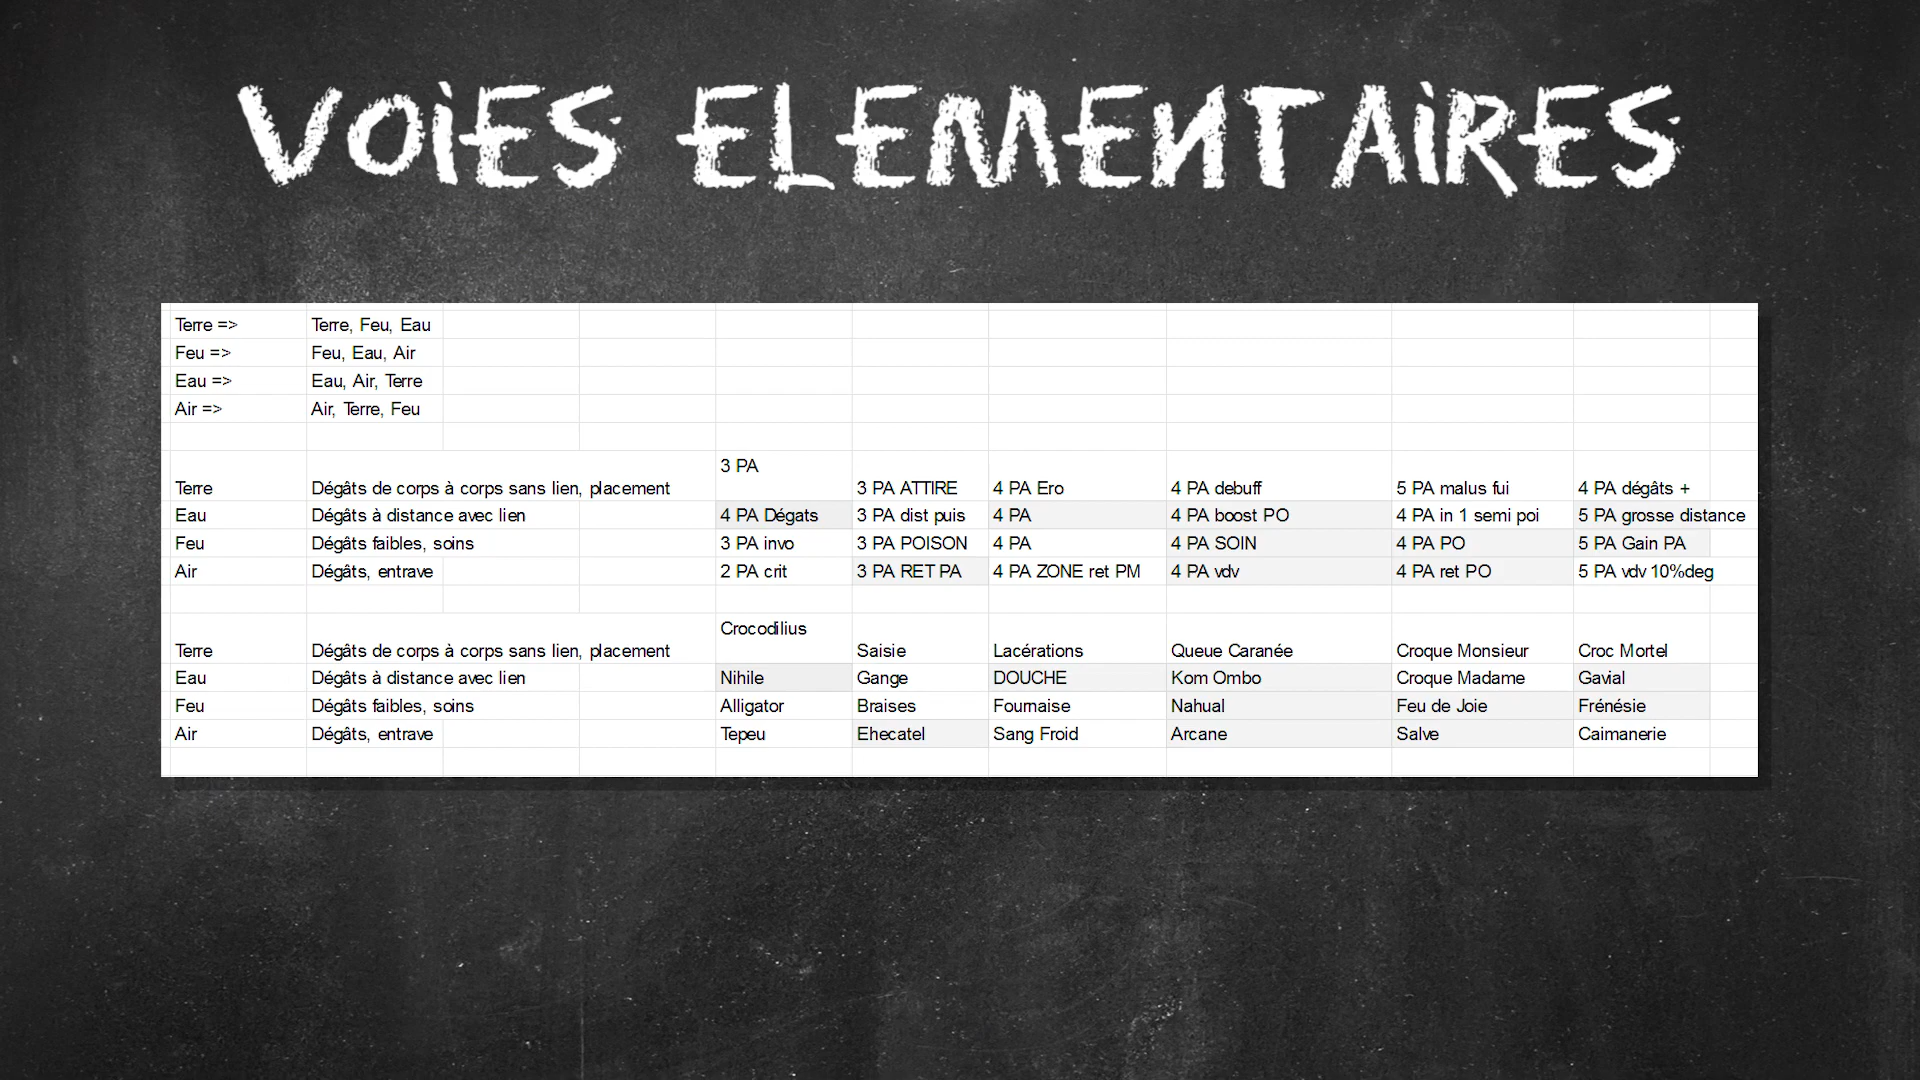 VOiES ELEMENTAiRES
Terre => Terre, Feu, Eau
Feu => Feu, Eau, Air
Eau => Eau, Air, Terre
Air => Air, Terre, Feu
Terre Dégâts de corps à corps sans lien, placement 3 PA 3 PA ATTIRE 4 PA Ero 4 PA debuff 5 PA malus fui 4 PA dégâts +
Eau Dégâts à distance avec lien 4 PA Dégats 3 PA dist puis 4 PA 4 PA boost PO 4 PA in 1 semi poi 5 PA grosse distance
Feu Dégâts faibles, soins 3 PA invo 3 PA POISON 4 PA 4 PA SOIN 4 PA PO 5 PA Gain PA
Air Dégâts, entrave 2 PA crit 3 PA RET PA 4 PA ZONE ret PM 4 PA vdv 4 PA ret PO 5 PA vdv 10%deg
Terre Dégâts de corps à corps sans lien, placement Crocodilius Saisie Lacérations Queue Caranée Croque Monsieur Croc Mortel
Eau Dégâts à distance avec lien Nihile Gange DOUCHE Kom Ombo Croque Madame Gavial
Feu Dégâts faibles, soins Alligator Braises Fournaise Nahual Feu de Joie Frénésie
Air Dégâts, entrave Tepeu Ehecatel Sang Froid Arcane Salve Caimanerie